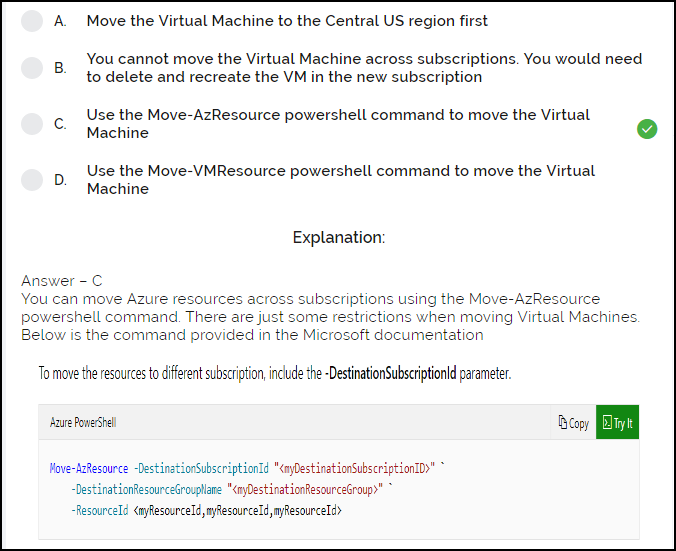 A. Move the Virtual Machine to the Central US region first
B. You cannot move the Virtual Machine across subscriptions. You would need
to delete and recreate the VM in the new subscription
C. Use the Move-AzResource powershell command to move the Virtual
Machine
D. Use the Move-VMResource powershell command to move the Virtual
Machine
Explanation:
Answer – C
You can move Azure resources across subscriptions using the Move-AzResource
powershell command. There are just some restrictions when moving Virtual Machines.
Below is the command provided in the Microsoft documentation
To move the resources to different subscription, include the -DestinationSubscriptionId parameter.
Azure PowerShell Copy Try It
Move-AzResource -DestinationSubscriptionId "<myDestinationSubscriptionID>" `
-DestinationResourceGroupName "<myDestinationResourceGroup>" `
-ResourceId <myResourceId,myResourceId,myResourceId>